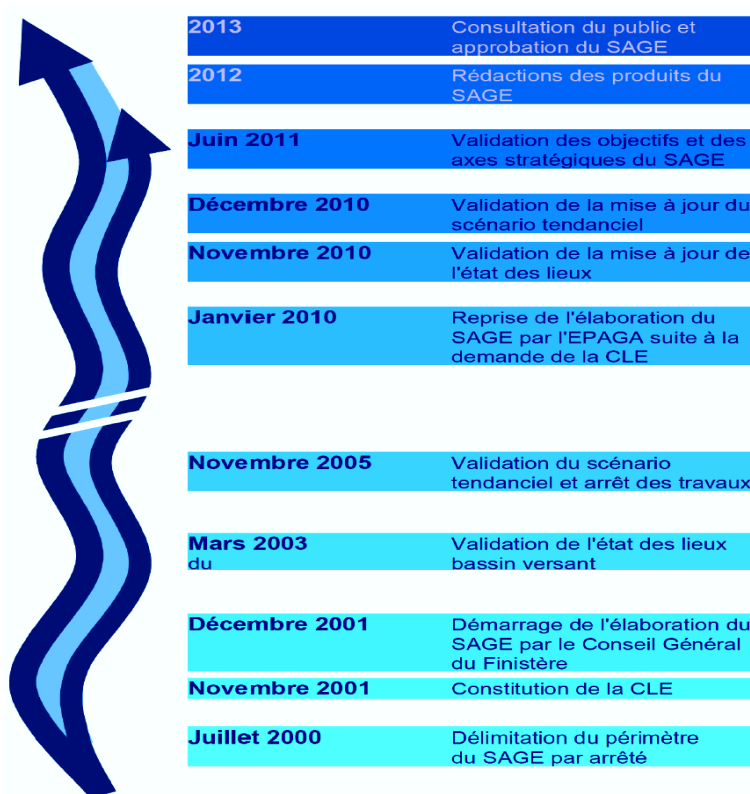 2013 Consultation du public et
approbation du SAGE
2012 Rédactions des produits du
SAGE
Juin 2011 Validation des objectifs et des
axes stratégiques du SAGE
Décembre 2010 Validation de la mise à jour du
scénario tendanciel
Novembre 2010 Validation de la mise à jour de
l'état des lieux
Janvier 2010 Reprise de l'élaboration du
SAGE par l'EPAGA suite à la
demande de la CLE
Novembre 2005 Validation du scénario
tendanciel et arrêt des travaux
Mars 2003 Validation de l'état des lieux
du bassin versant
Décembre 2001 Démarrage de l'élaboration du
SAGE par le Conseil Général
du Finistère
Novembre 2001 Constitution de la CLE
Juillet 2000 Délimitation du périmètre
du SAGE par arrêté